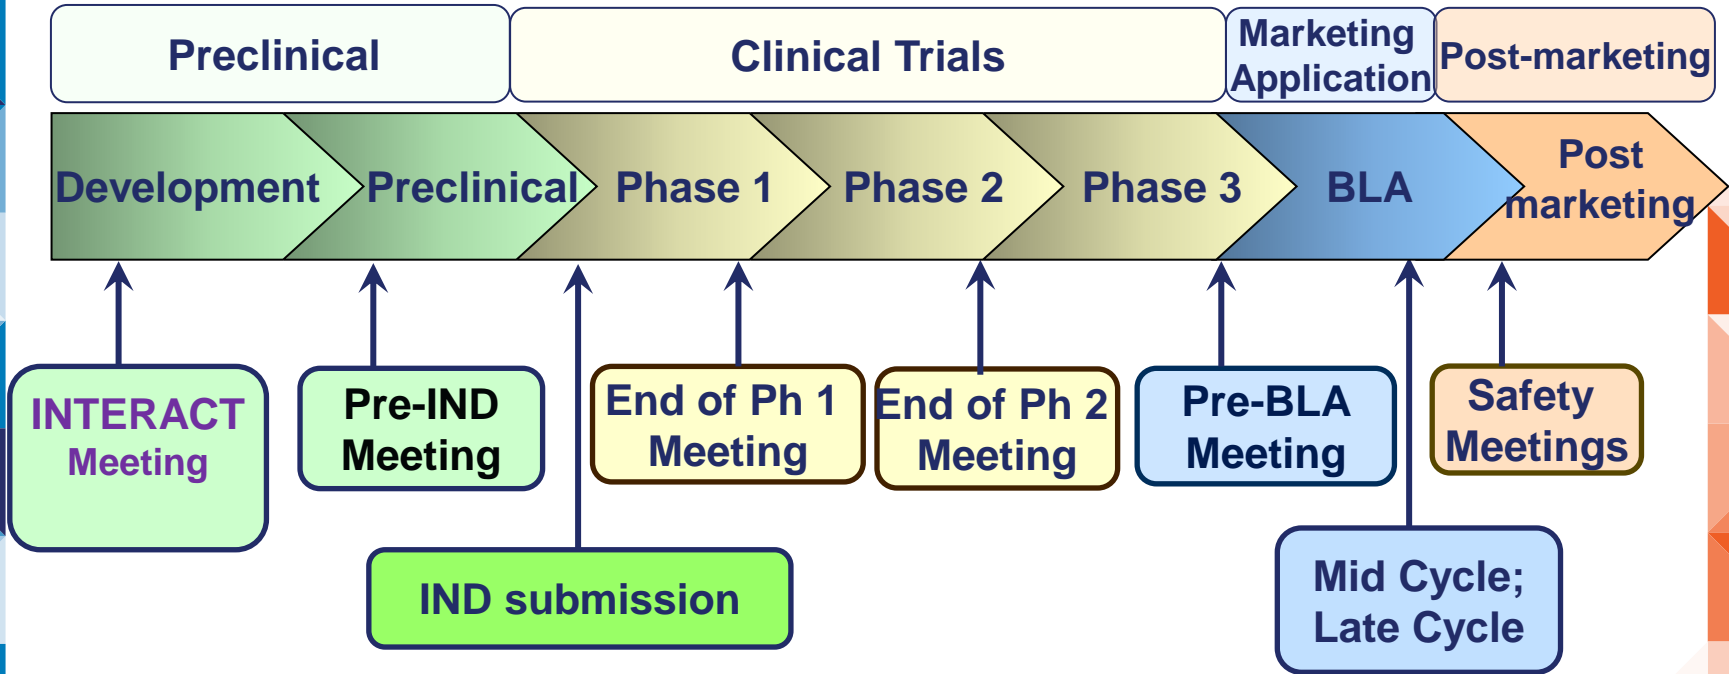 Preclinical
Clinical Trials
Marketing
Application
Post-marketing
Development
Preclinical
Phase 1
Phase 2
Phase 3
BLA
Post
marketing
INTERACT
Meeting
Pre-IND
Meeting
End of Ph 1
Meeting
End of Ph 2
Meeting
Pre-BLA
Meeting
Safety
Meetings
IND submission
Mid Cycle;
Late Cycle